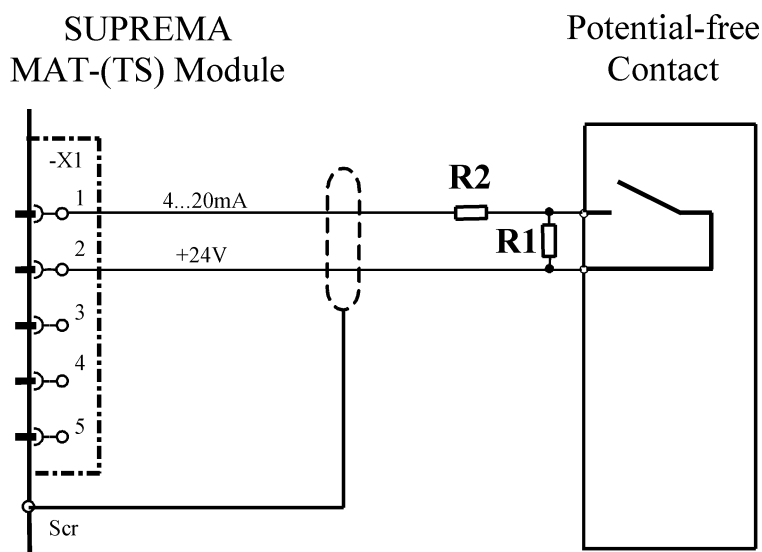 SUPREMA
MAT-(TS) Module
Potential-free
Contact
-X1
1
4...20mA
R2
2
+24V
R1
3
4
5
Scr